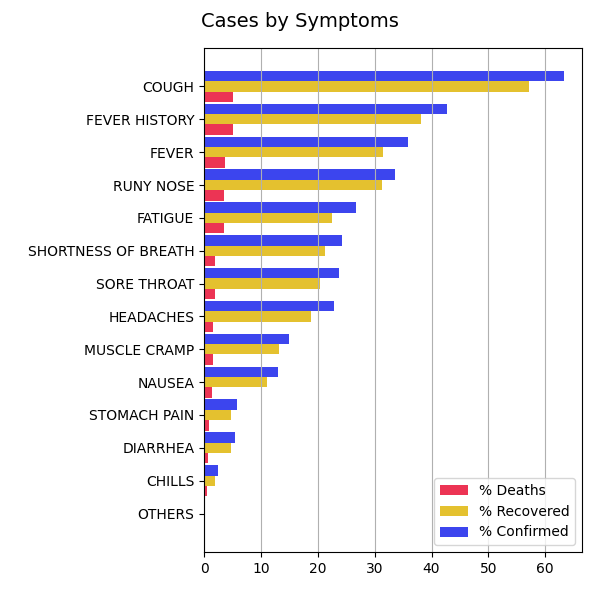 Cases by Symptoms
COUGH
FEVER HISTORY
FEVER
RUNY NOSE
FATIGUE
SHORTNESS OF BREATH
SORE THROAT
HEADACHES
MUSCLE CRAMP
NAUSEA
STOMACH PAIN
DIARRHEA
CHILLS
OTHERS
% Deaths
% Recovered
% Confirmed
0 10 20 30 40 50 60